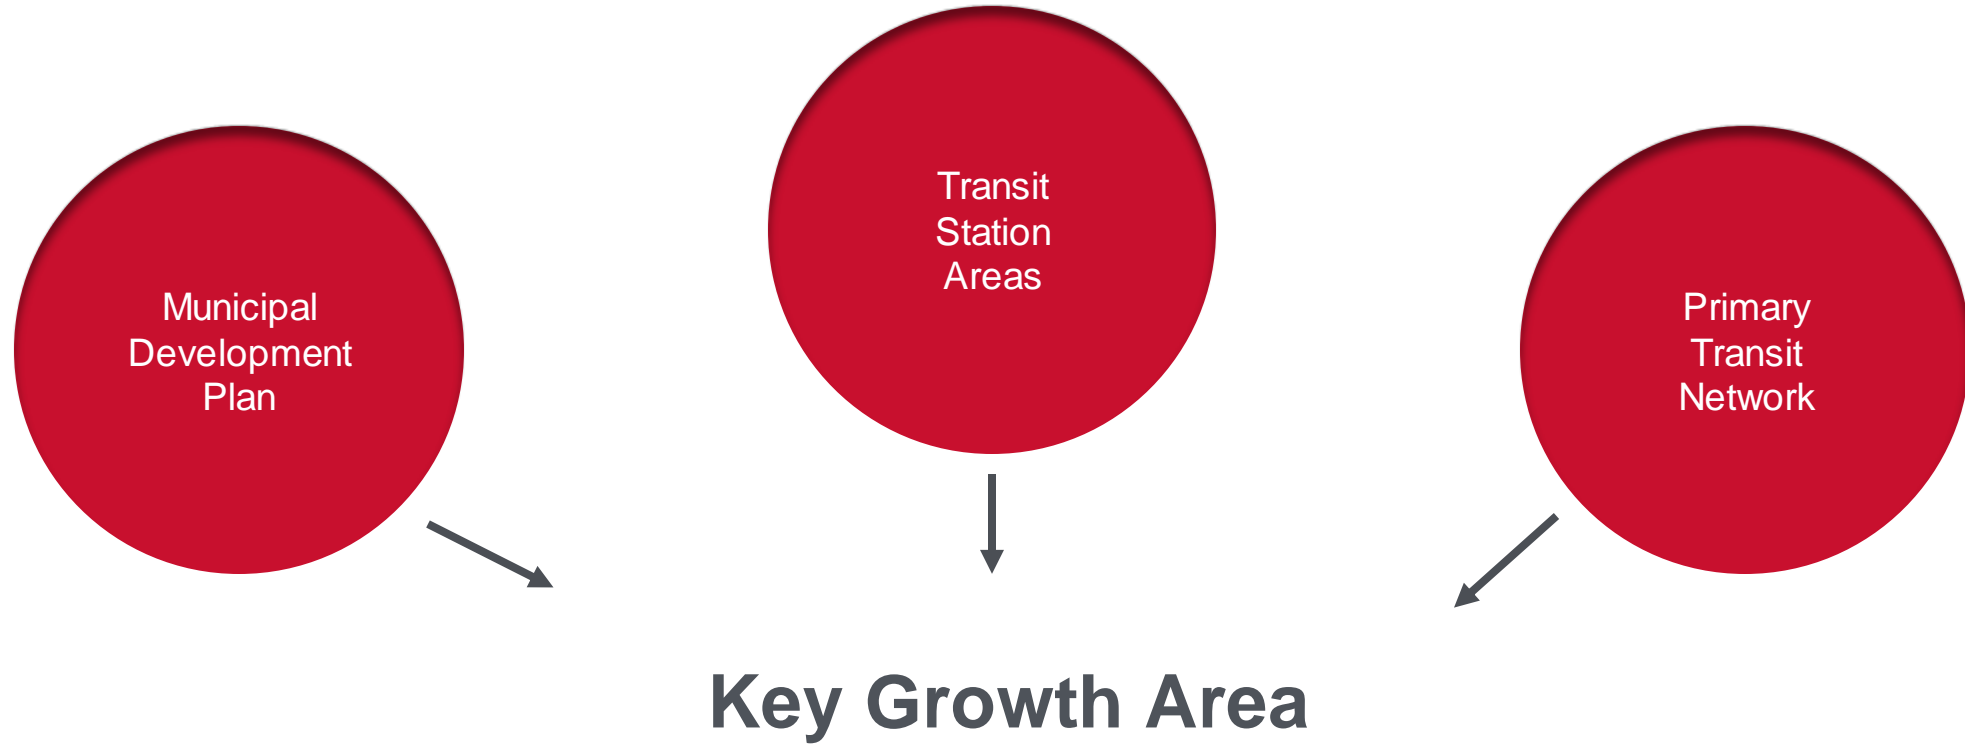 Municipal
Development
Plan
Transit
Station
Areas
Primary
Transit
Network
Key Growth Area